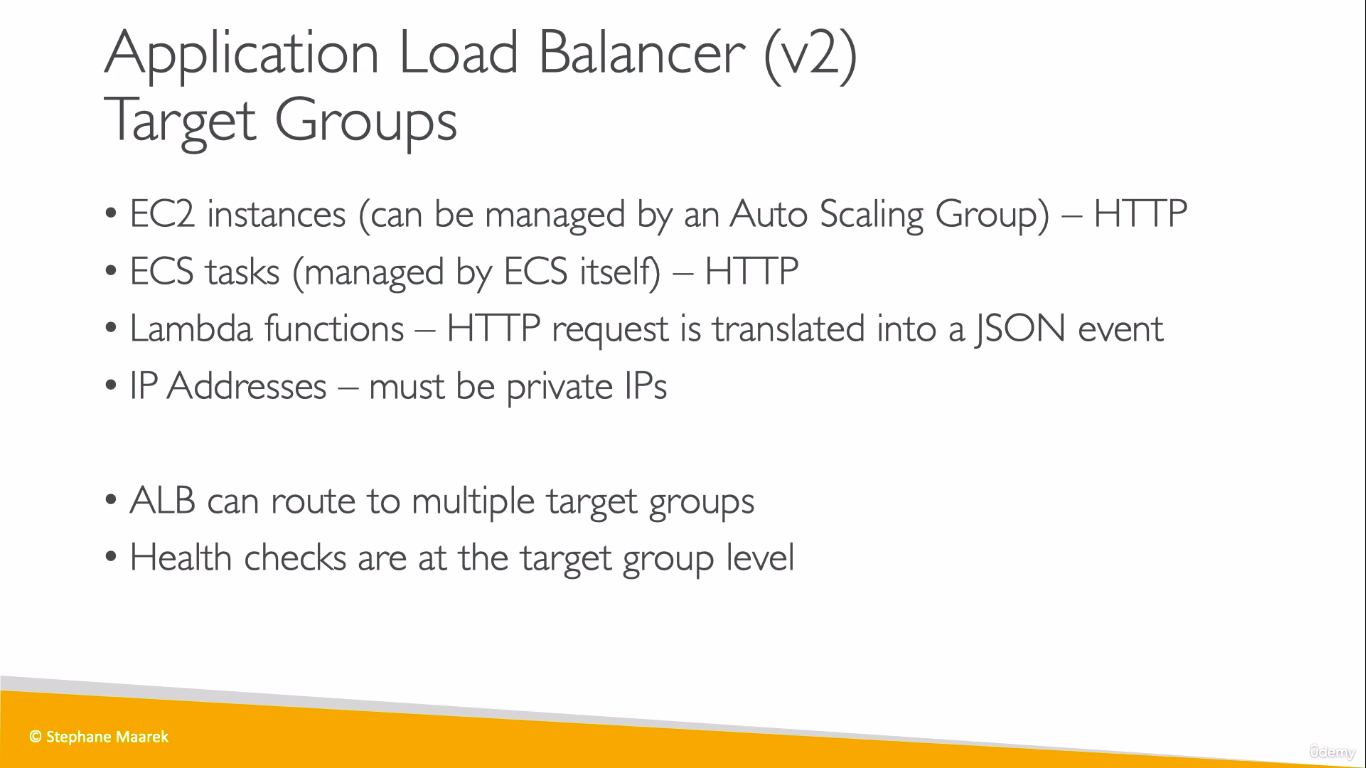 Application Load Balancer (v2)
Target Groups
• EC2 instances (can be managed by an Auto Scaling Group) – HTTP
• ECS tasks (managed by ECS itself) – HTTP
• Lambda functions – HTTP request is translated into a JSON event
• IP Addresses – must be private IPs
• ALB can route to multiple target groups
• Health checks are at the target group level
© Stephane Maarek
ûdemy